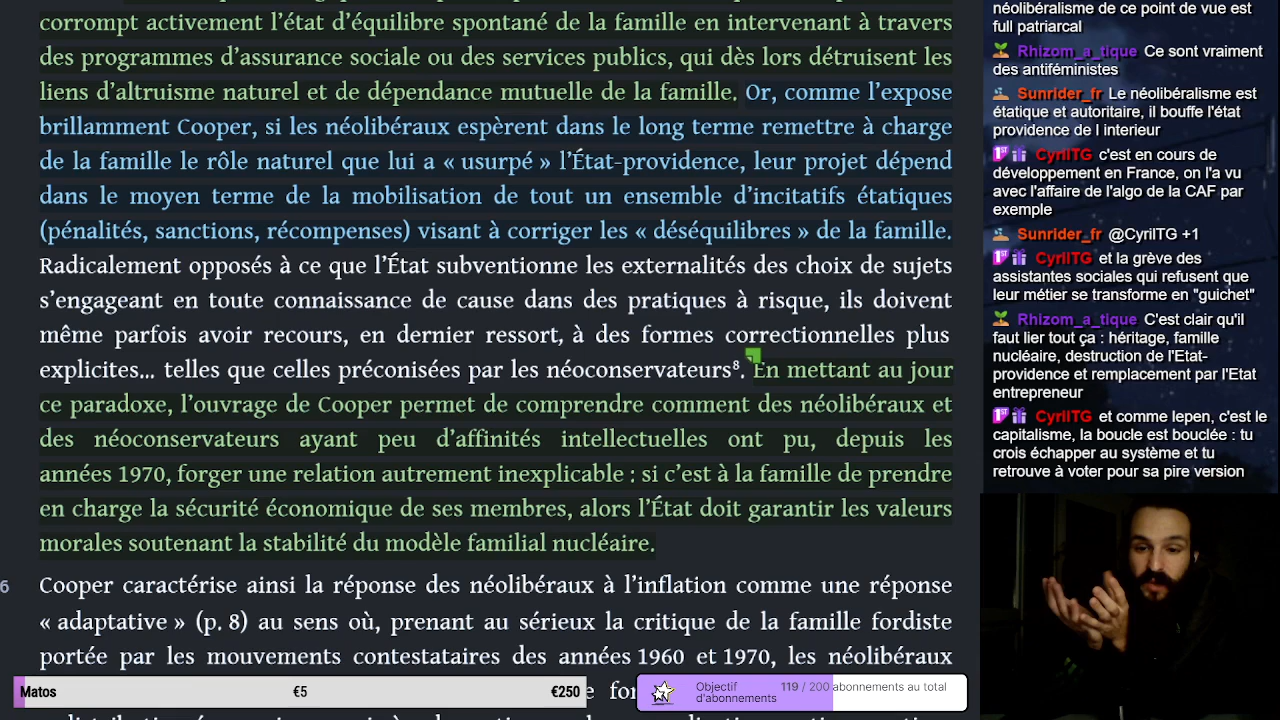 corrompt activement l’état d’équilibre spontané de la famille en intervenant à travers
des programmes d’assurance sociale ou des services publics, qui dès lors détruisent les
liens d’altruisme naturel et de dépendance mutuelle de la famille. Or, comme l’expose
brillamment Cooper, si les néolibéraux espèrent dans le long terme remettre à charge
de la famille le rôle naturel que lui a « usurpé » l’État-providence, leur projet dépend
dans le moyen terme de la mobilisation de tout un ensemble d’incitatifs étatiques
(pénalités, sanctions, récompenses) visant à corriger les « déséquilibres » de la famille.
Radicalement opposés à ce que l’État subventionne les externalités des choix de sujets
s’engageant en toute connaissance de cause dans des pratiques à risque, ils doivent
même parfois avoir recours, en dernier ressort, à des formes correctionnelles plus
explicites… telles que celles préconisées par les néoconservateurs⁸. En mettant au jour
ce paradoxe, l’ouvrage de Cooper permet de comprendre comment des néolibéraux et
des néoconservateurs ayant peu d’affinités intellectuelles ont pu, depuis les
années 1970, forger une relation autrement inexplicable : si c’est à la famille de prendre
en charge la sécurité économique de ses membres, alors l’État doit garantir les valeurs
morales soutenant la stabilité du modèle familial nucléaire.
6 Cooper caractérise ainsi la réponse des néolibéraux à l’inflation comme une réponse
« adaptative » (p. 8) au sens où, prenant au sérieux la critique de la famille fordiste
portée par les mouvements contestataires des années 1960 et 1970, les néolibéraux
néolibéralisme de ce point de vue est
full patriarcal
Rhizom_a_tique Ce sont vraiment
des antiféministes
Sunrider_fr Le néolibéralisme est
étatique et autoritaire, il bouffe l'état
providence de l interieur
CyrilTG c'est en cours de
développement en France, on l'a vu
avec l'affaire de l'algo de la CAF par
exemple
Sunrider_fr @CyrilTG +1
CyrilTG et la grève des
assistantes sociales qui refusent que
leur métier se transforme en "guichet"
Rhizom_a_tique C'est clair qu'il
faut lier tout ça : héritage, famille
nucléaire, destruction de l'Etat-
providence et remplacement par l'Etat
entrepreneur
CyrilTG et comme lepen, c'est le
capitalisme, la boucle est bouclée : tu
crois échapper au système et tu
retrouve à voter pour sa pire version
Matos €5 €250
Objectif d'abonnements 119 / 200 abonnements au total